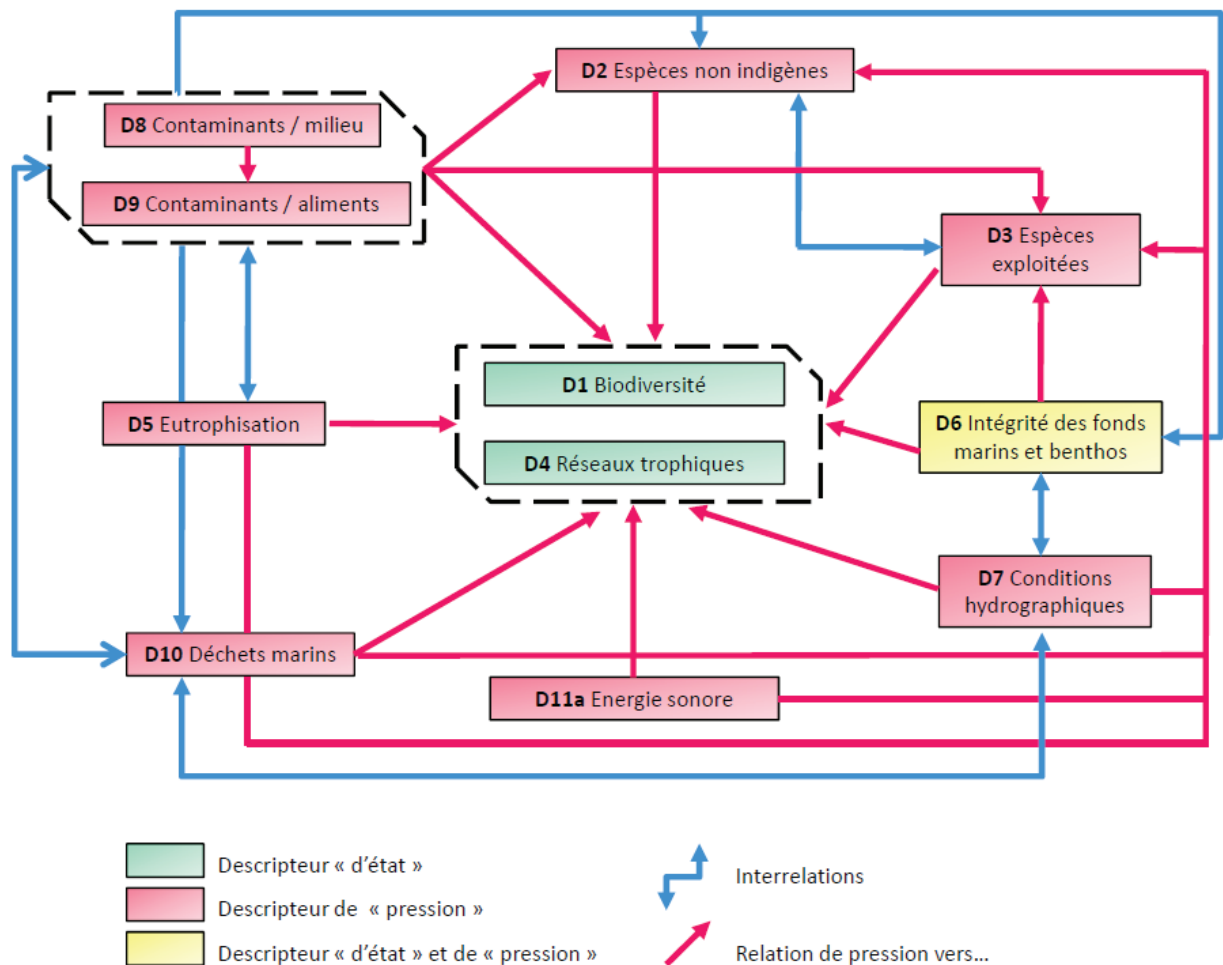 D2 Espèces non indigènes
D8 Contaminants / milieu
D9 Contaminants / aliments
D3 Espèces
exploitées
D1 Biodiversité
D5 Eutrophisation
D6 Intégrité des fonds
marins et benthos
D4 Réseaux trophiques
D7 Conditions
hydrographiques
D10 Déchets marins
D11a Energie sonore
Descripteur « d'état »
Descripteur de « pression »
Descripteur « d'état » et de « pression »
Interrelations
Relation de pression vers...